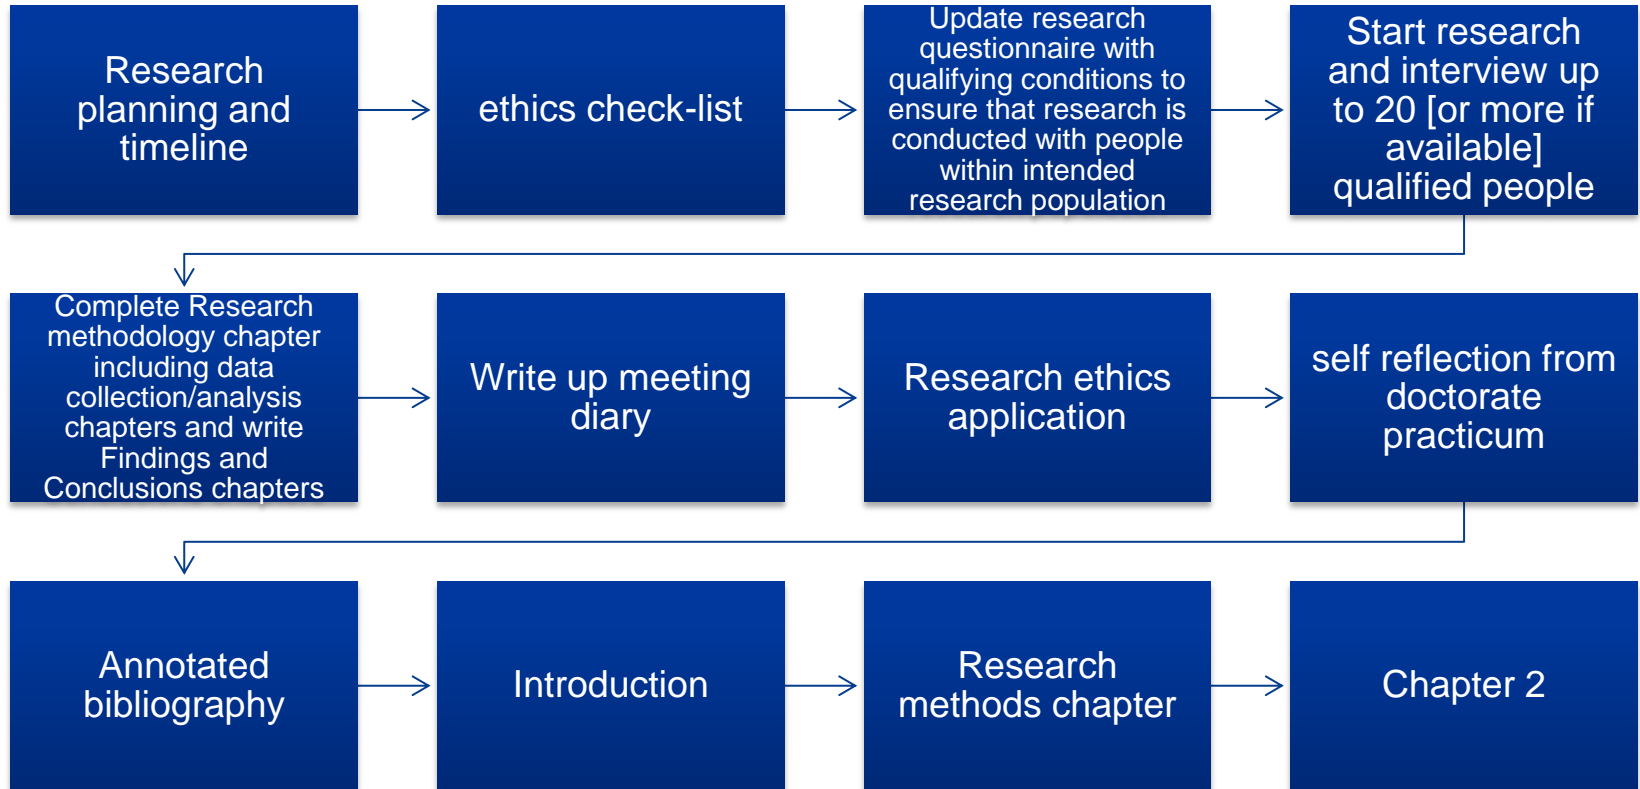 Research
planning and
timeline
ethics check-list
Update research
questionnaire with
qualifying conditions to
ensure that research is
conducted with people
within intended
research population
Start research
and interview up
to 20 [or more if
available]
qualified people
Complete Research
methodology chapter
including data
collection/analysis
chapters and write
Findings and
Conclusions chapters
Write up meeting
diary
Research ethics
application
self reflection from
doctorate
practicum
Annotated
bibliography
Introduction
Research
methods chapter
Chapter 2